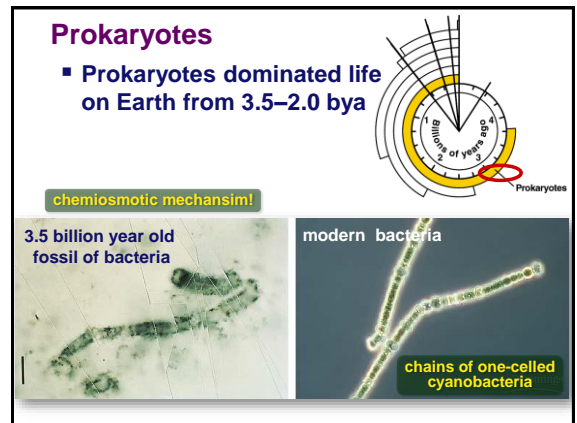 Prokaryotes
▪ Prokaryotes dominated life
on Earth from 3.5–2.0 bya
4
1
Billions of years ago
2
3
Prokaryotes
chemiosmotic mechansim!
3.5 billion year old
fossil of bacteria
modern bacteria
chains of one-celled
cyanobacteria